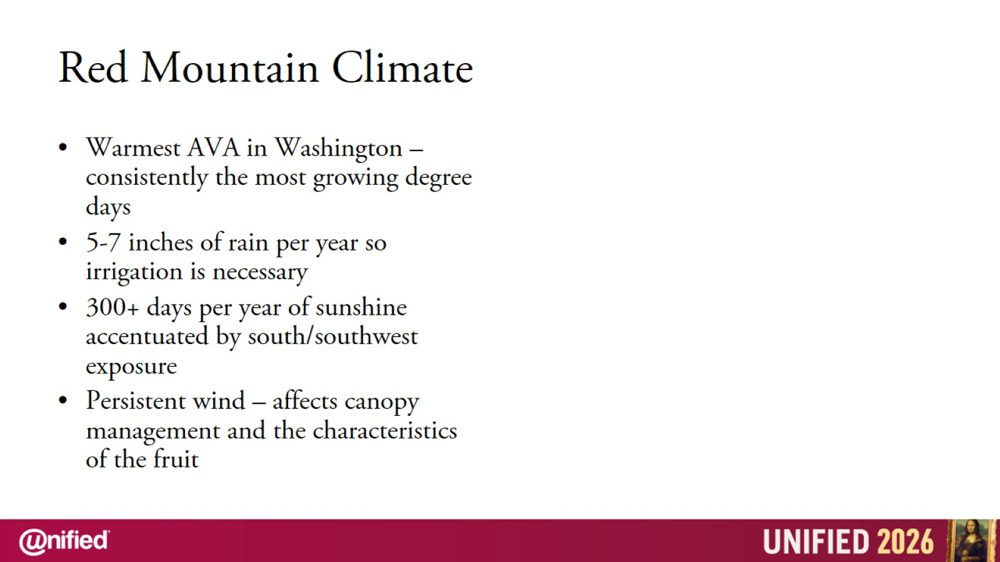 Red Mountain Climate
• Warmest AVA in Washington –
consistently the most growing degree
days
• 5-7 inches of rain per year so
irrigation is necessary
• 300+ days per year of sunshine
accentuated by south/southwest
exposure
• Persistent wind – affects canopy
management and the characteristics
of the fruit
@unified®
UNIFIED 2026